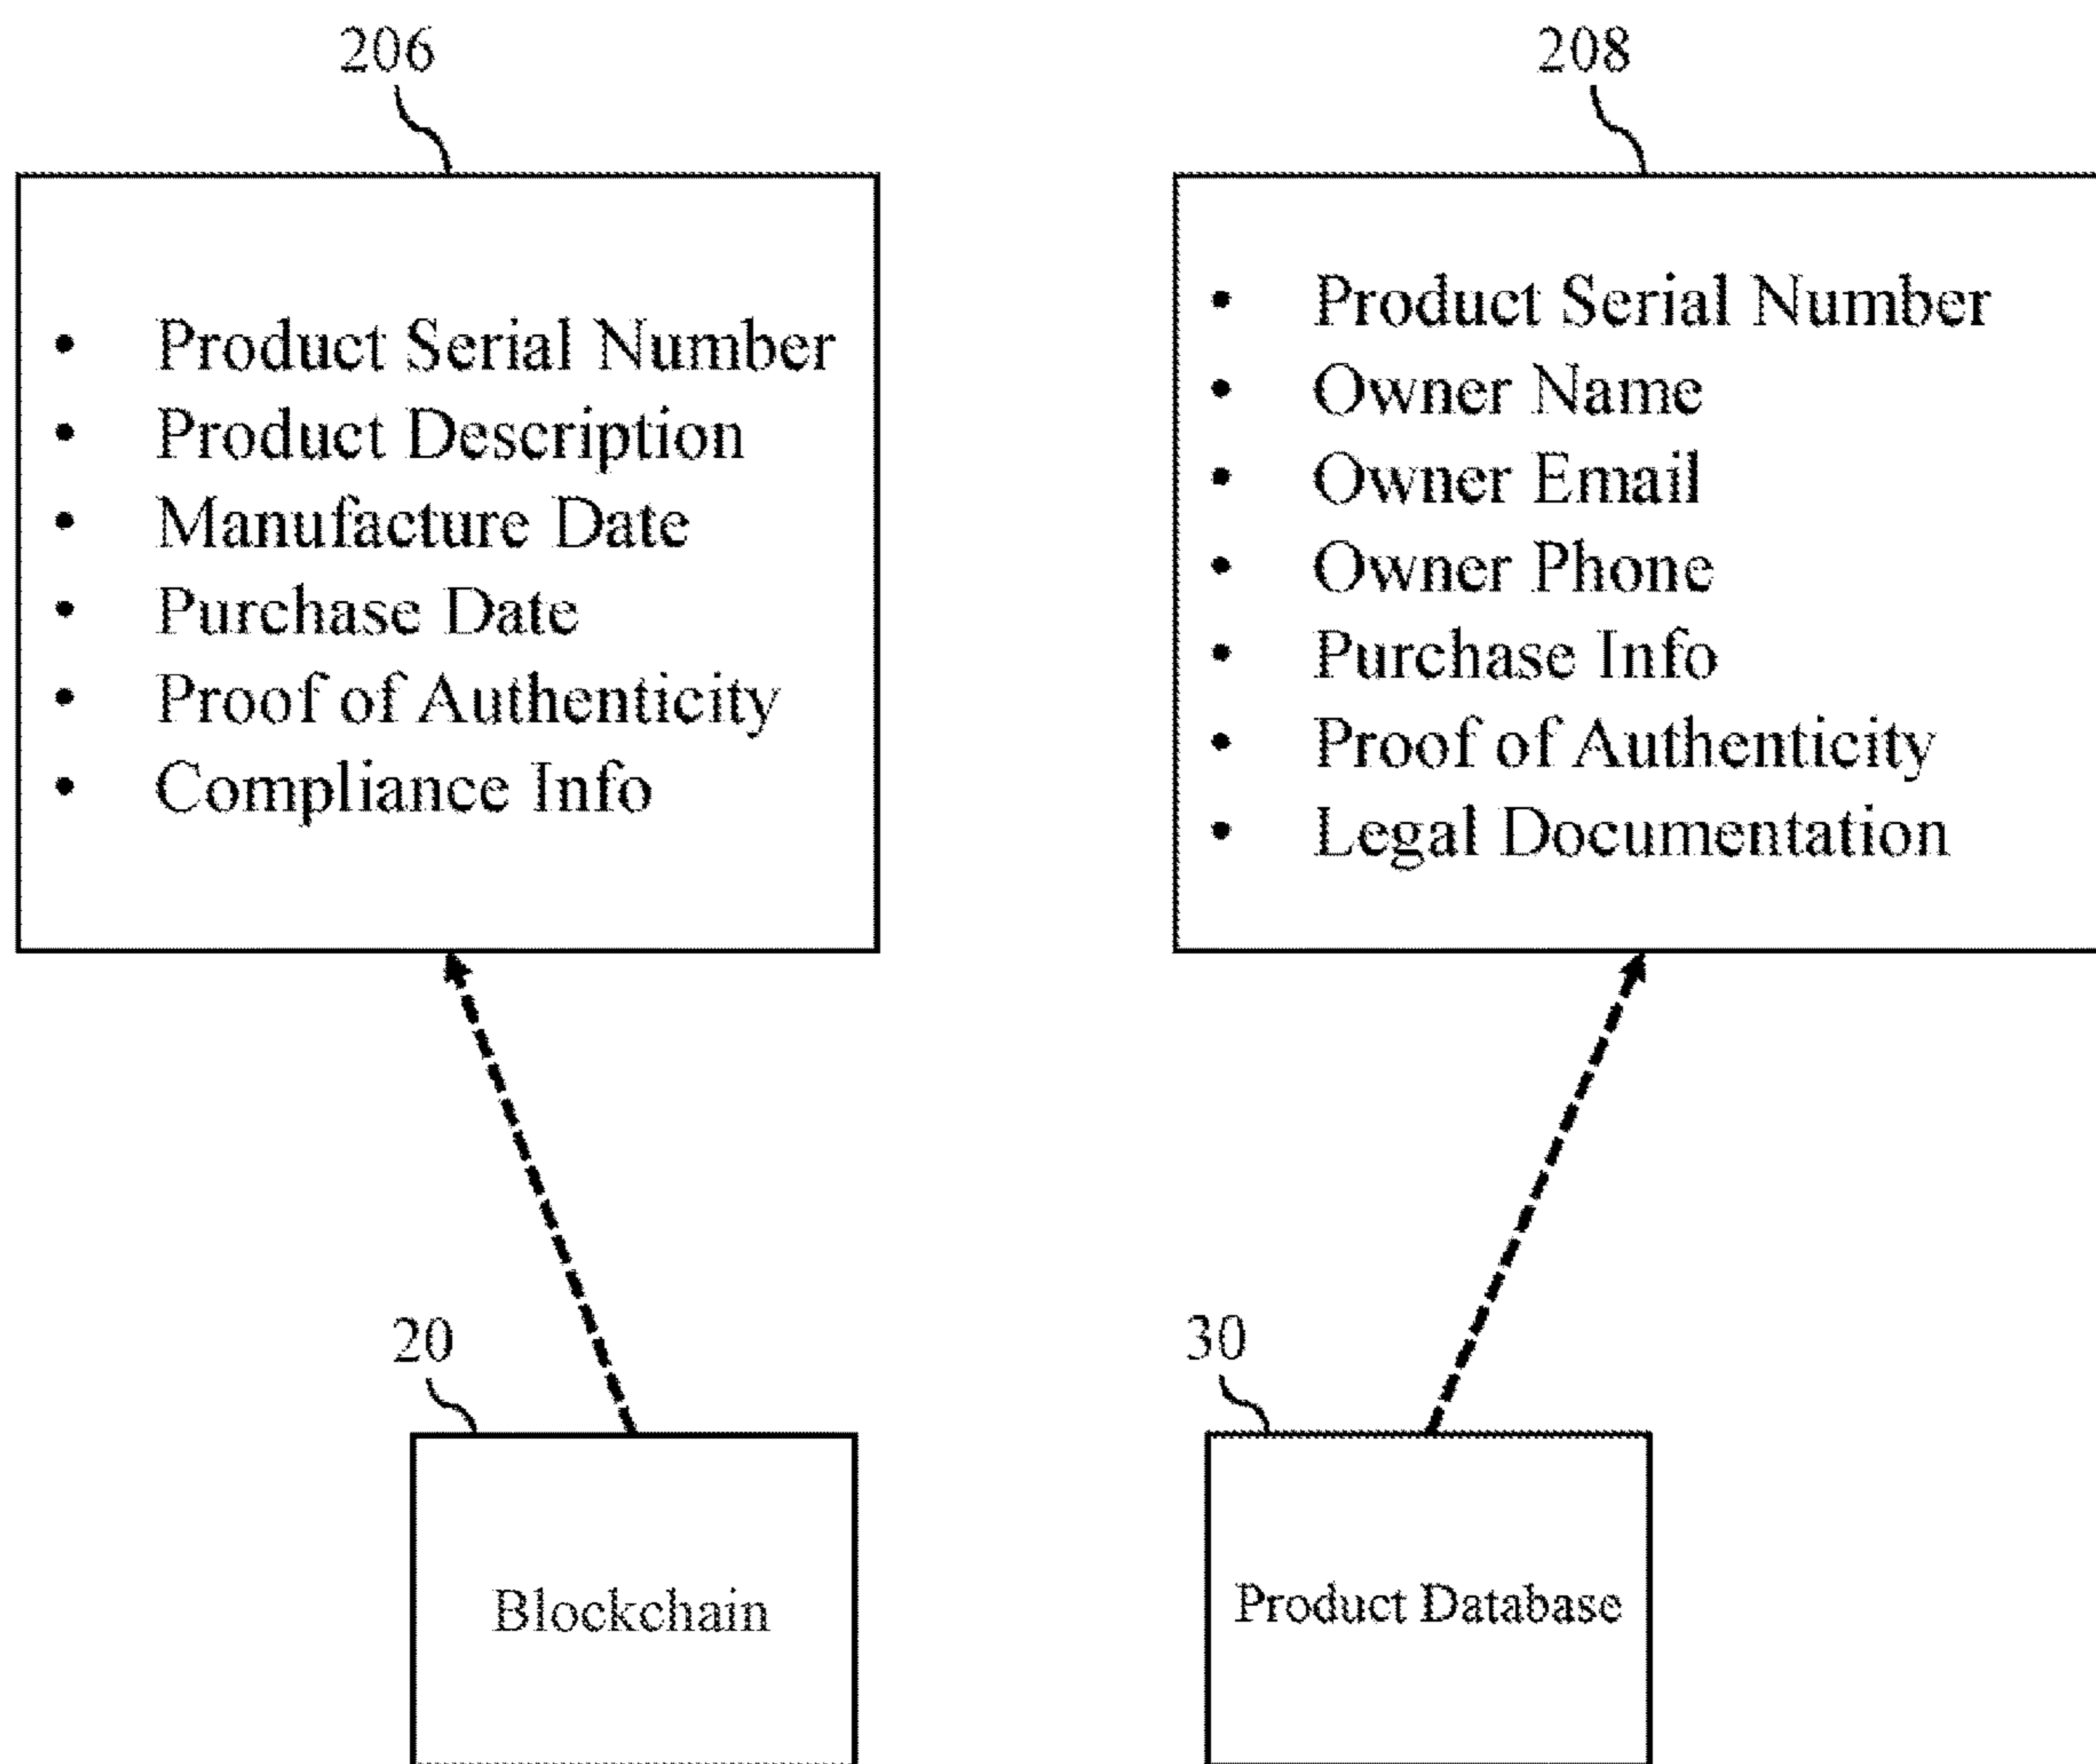 206
• Product Serial Number
• Product Description
• Manufacture Date
• Purchase Date
• Proof of Authenticity
• Compliance Info
208
• Product Serial Number
• Owner Name
• Owner Email
• Owner Phone
• Purchase Info
• Proof of Authenticity
• Legal Documentation
20
Blockchain
30
Product Database